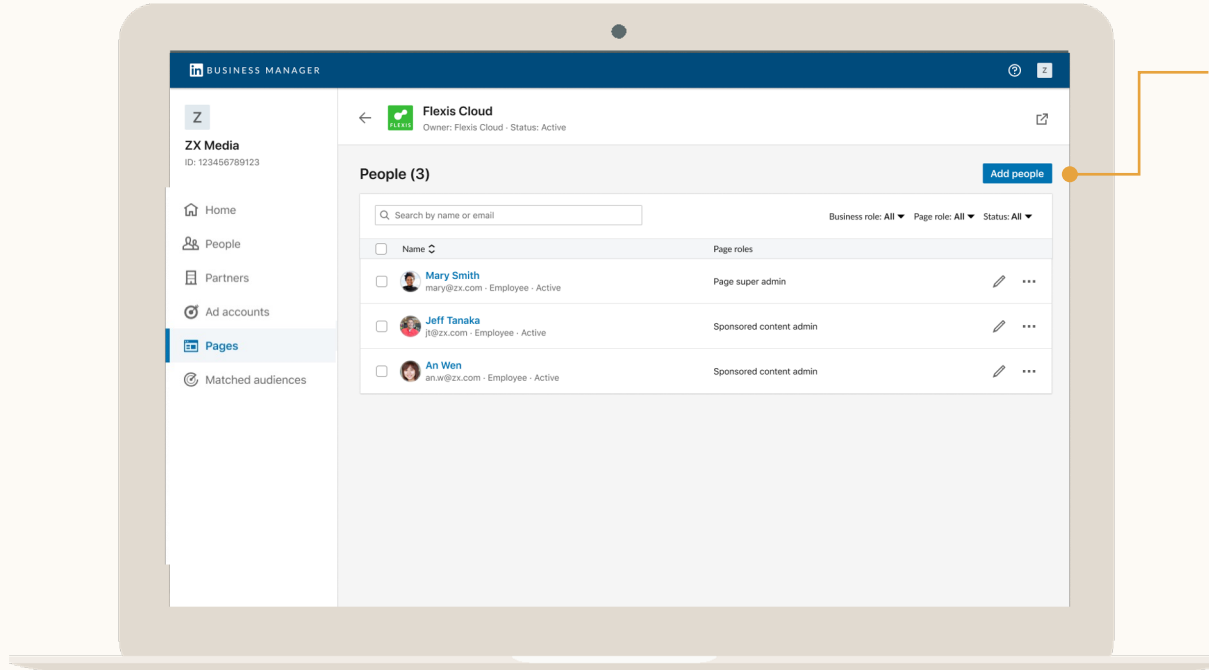 in BUSINESS MANAGER
Z
Z
ZX Media
ID: 123456789123
Home
People
Partners
Ad accounts
Pages
Matched audiences
FLEXIS
Flexis Cloud
Owner: Flexis Cloud · Status: Active
People (3)
Add people
Search by name or email
Business role: All Page role: All Status: All
Name Page roles
Mary Smith
mary@zx.com · Employee · Active
Page super admin
Jeff Tanaka
jt@zx.com · Employee · Active
Sponsored content admin
An Wen
an.w@zx.com · Employee · Active
Sponsored content admin